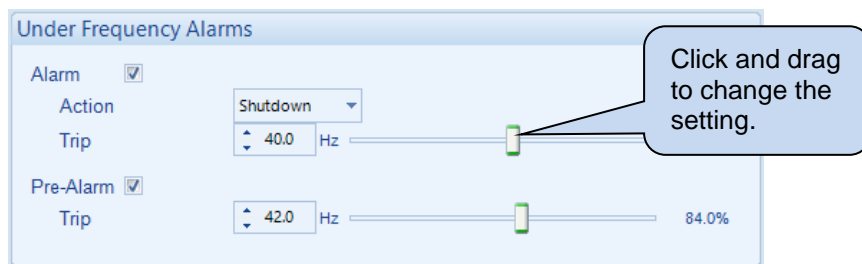 Under Frequency Alarms
Alarm
Action Shutdown
Trip 40.0 Hz
Pre-Alarm
Trip 42.0 Hz 84.0%
Click and drag
to change the
setting.